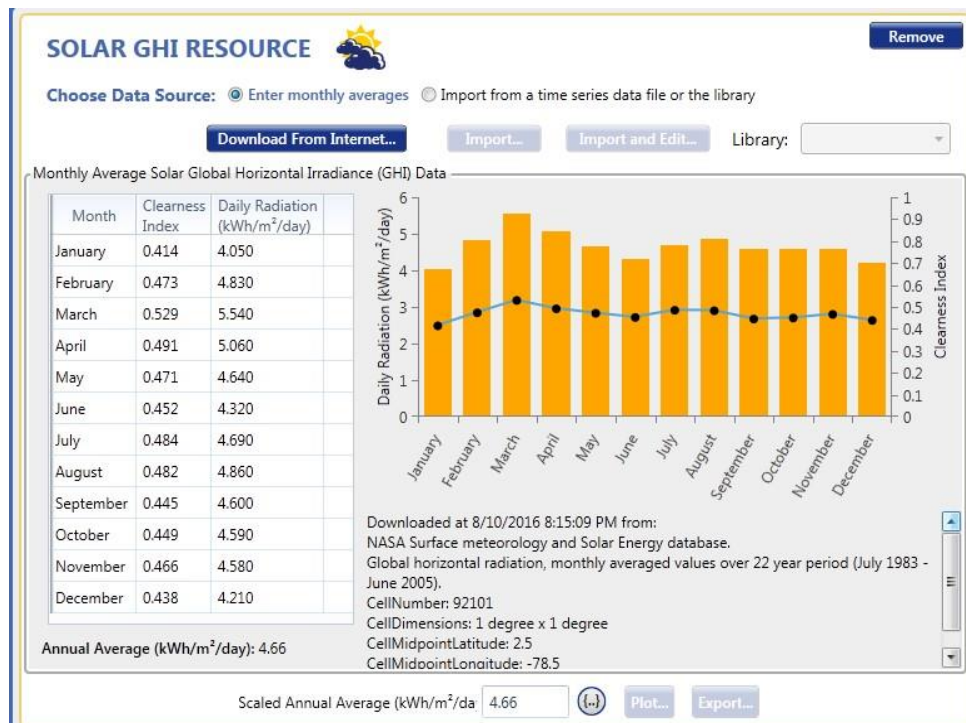 SOLAR GHI RESOURCE
Remove
Choose Data Source: Enter monthly averages Import from a time series data file or the library
Download From Internet... Import... Import and Edit... Library:
Monthly Average Solar Global Horizontal Irradiance (GHI) Data
Month Clearness Index Daily Radiation (kWh/m²/day)
January 0.414 4.050
February 0.473 4.830
March 0.529 5.540
April 0.491 5.060
May 0.471 4.640
June 0.452 4.320
July 0.484 4.690
August 0.482 4.860
September 0.445 4.600
October 0.449 4.590
November 0.466 4.580
December 0.438 4.210
Annual Average (kWh/m²/day): 4.66
Daily Radiation (kWh/m²/day)
6
5
4
3
2
1
0
1
0.9
0.8
0.7
0.6
0.5
0.4
0.3
0.2
0.1
0
Clearness Index
January February March April May June July August September October November December
Downloaded at 8/10/2016 8:15:09 PM from:
NASA Surface meteorology and Solar Energy database.
Global horizontal radiation, monthly averaged values over 22 year period (July 1983 -
June 2005).
CellNumber: 92101
CellDimensions: 1 degree x 1 degree
CellMidpointLatitude: 2.5
CellMidpointLongitude: -78.5
Scaled Annual Average (kWh/m²/da 4.66 {..} Plot... Export...